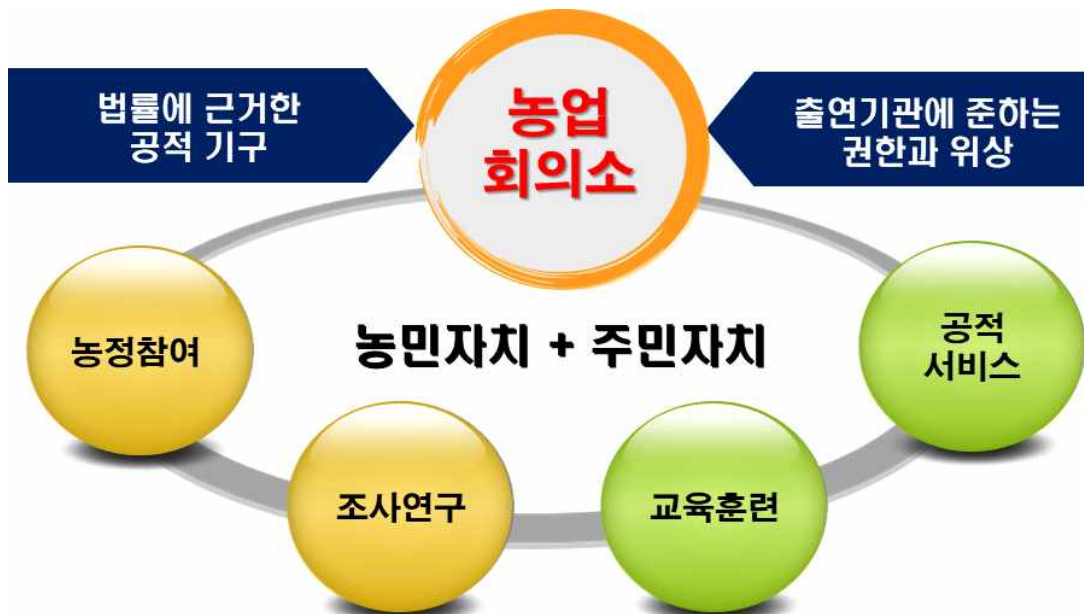 법률에 근거한
공적 기구
농업
회의소
출연기관에 준하는
권한과 위상
농정참여
농민자치 + 주민자치
공적
서비스
조사연구
교육훈련